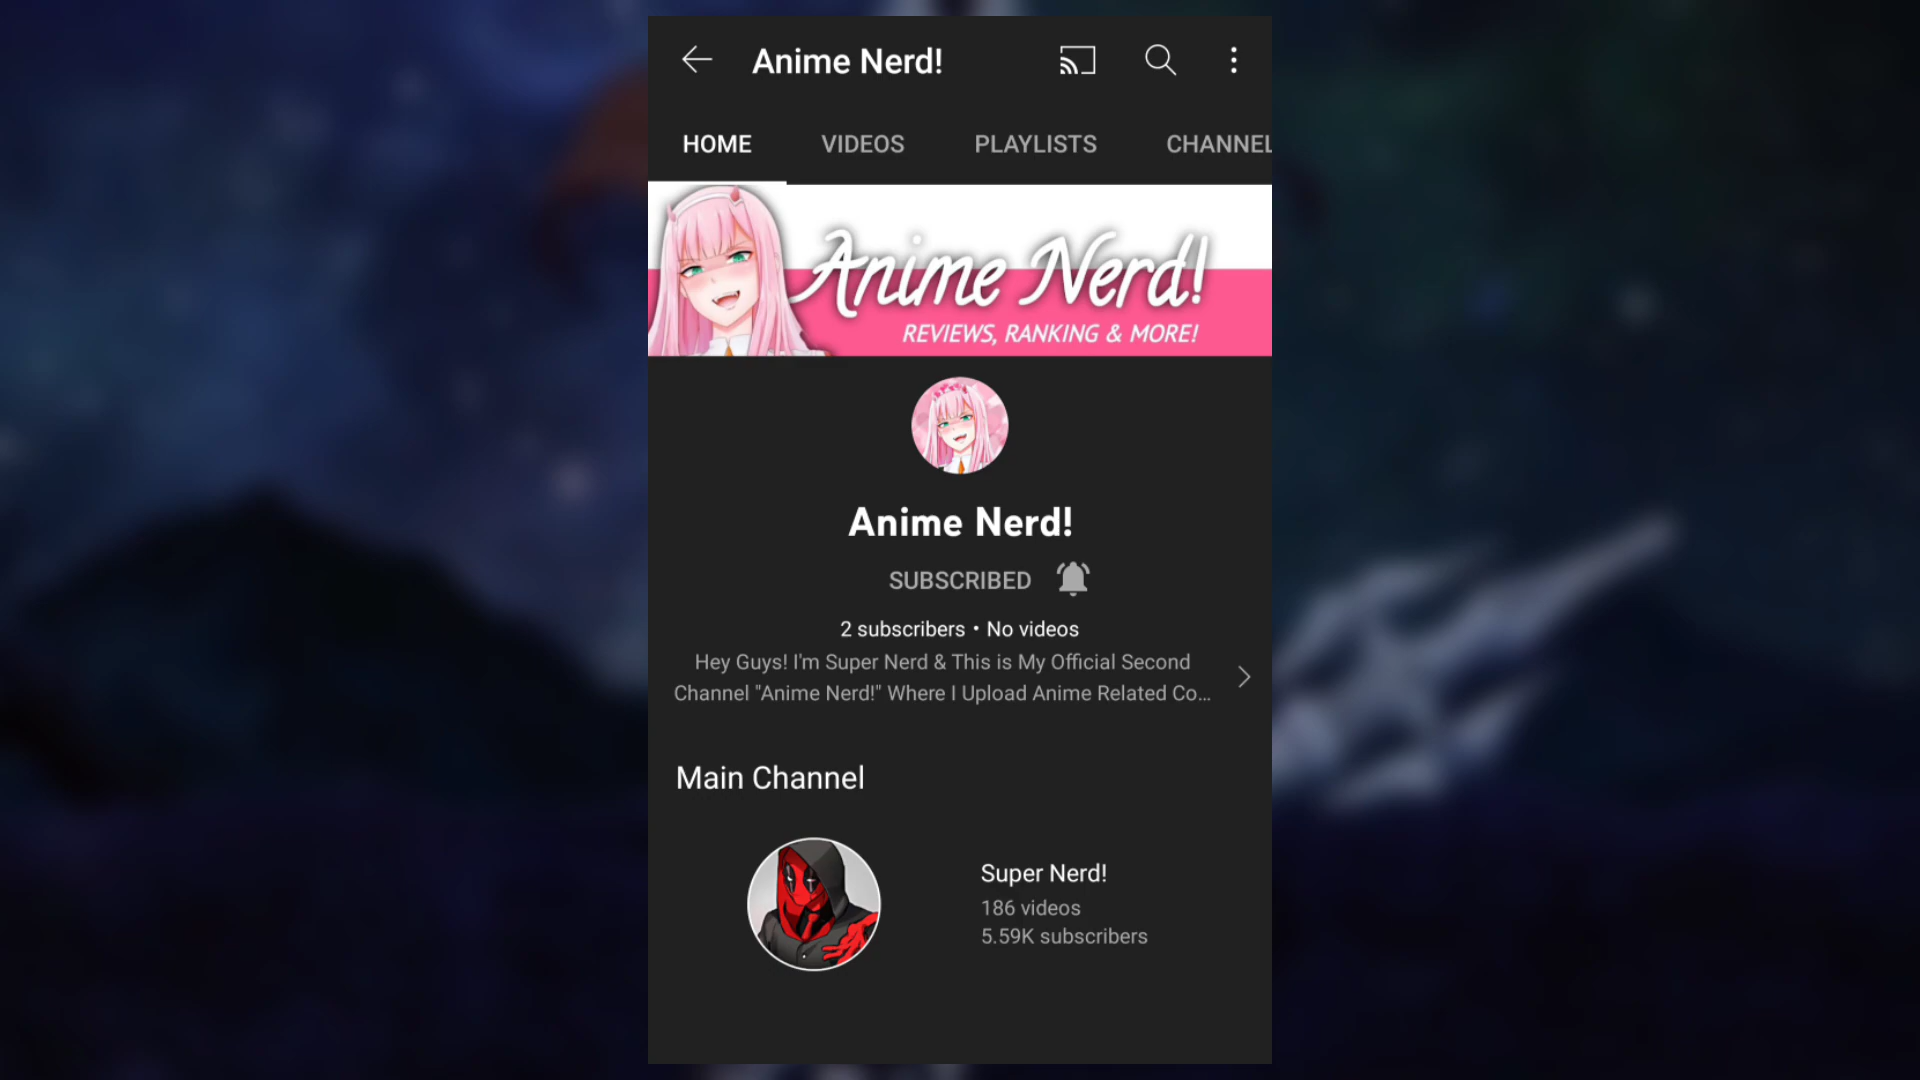 Anime Nerd!
HOME VIDEOS PLAYLISTS CHANNEL
Anime Nerd!
REVIEWS, RANKING & MORE!
Anime Nerd!
SUBSCRIBED
2 subscribers • No videos
Hey Guys! I'm Super Nerd & This is My Official Second
Channel "Anime Nerd!" Where I Upload Anime Related Co...
Main Channel
Super Nerd!
186 videos
5.59K subscribers